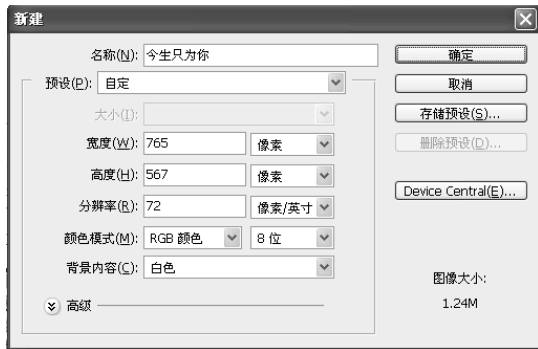 新建
名称(N): 今生只为你 确定
预设(P): 自定 取消
大小(I): 存储预设(S)...
宽度(W): 765 像素 删除预设(D)...
高度(H): 567 像素
分辨率(R): 72 像素/英寸 Device Central(E)...
颜色模式(M): RGB 颜色 8 位
背景内容(C): 白色
图像大小:
高级 1.24M